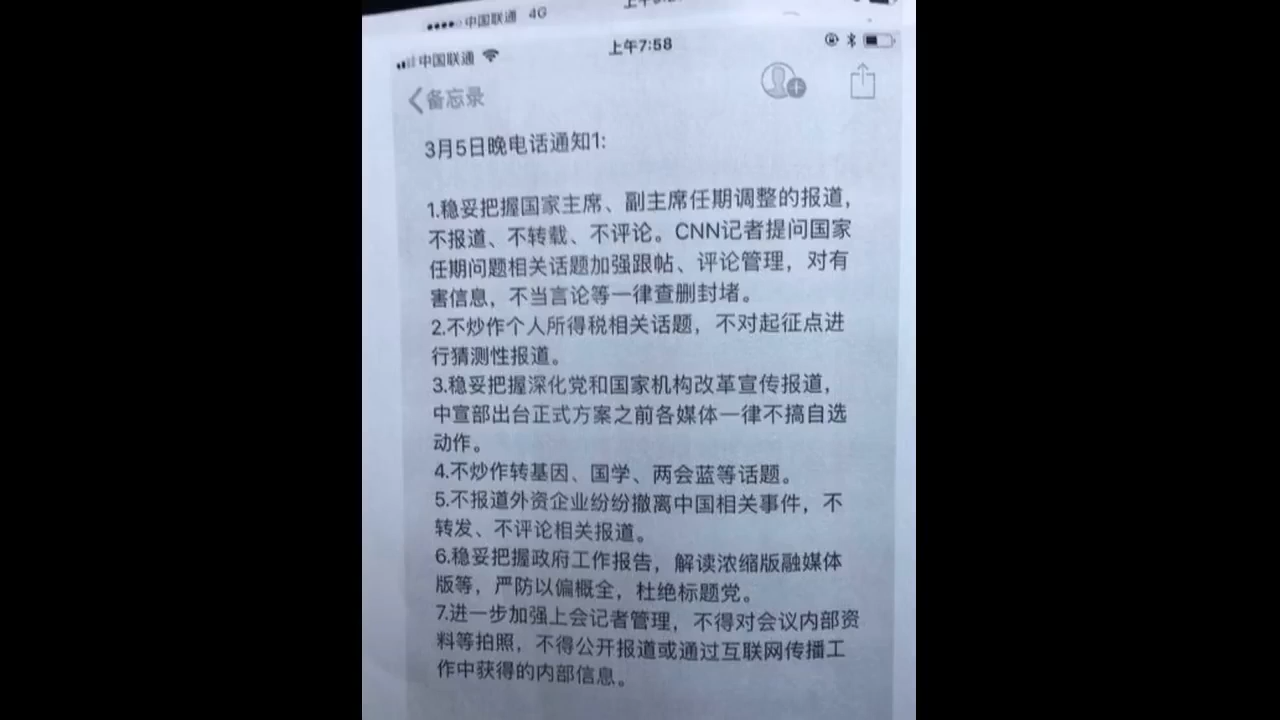 中国联通 4G
中国联通
上午7:58
备忘录
3月5日晚电话通知1:
1.稳妥把握国家主席、副主席任期调整的报道，
不报道、不转载、不评论。CNN记者提问国家
任期问题相关话题加强跟帖、评论管理，对有
害信息，不当言论等一律查删封堵。
2.不炒作个人所得税相关话题，不对起征点进
行猜测性报道。
3.稳妥把握深化党和国家机构改革宣传报道，
中宣部出台正式方案之前各媒体一律不搞自选
动作。
4.不炒作转基因、国学、两会蓝等话题。
5.不报道外资企业纷纷撤离中国相关事件，不
转发、不评论相关报道。
6.稳妥把握政府工作报告，解读浓缩版融媒体
版等，严防以偏概全，杜绝标题党。
7.进一步加强上会记者管理，不得对会议内部资
料等拍照，不得公开报道或通过互联网传播工
作中获得的内部信息。